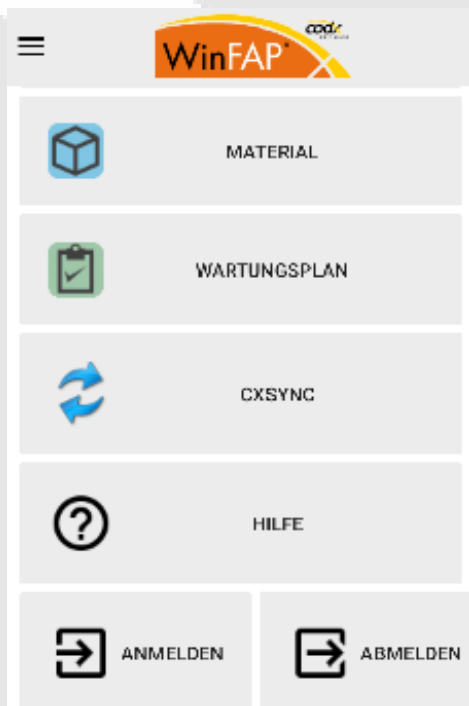 WinFAP
MATERIAL
WARTUNGSPLAN
CXSYNC
HILFE
ANMELDEN
ABMELDEN